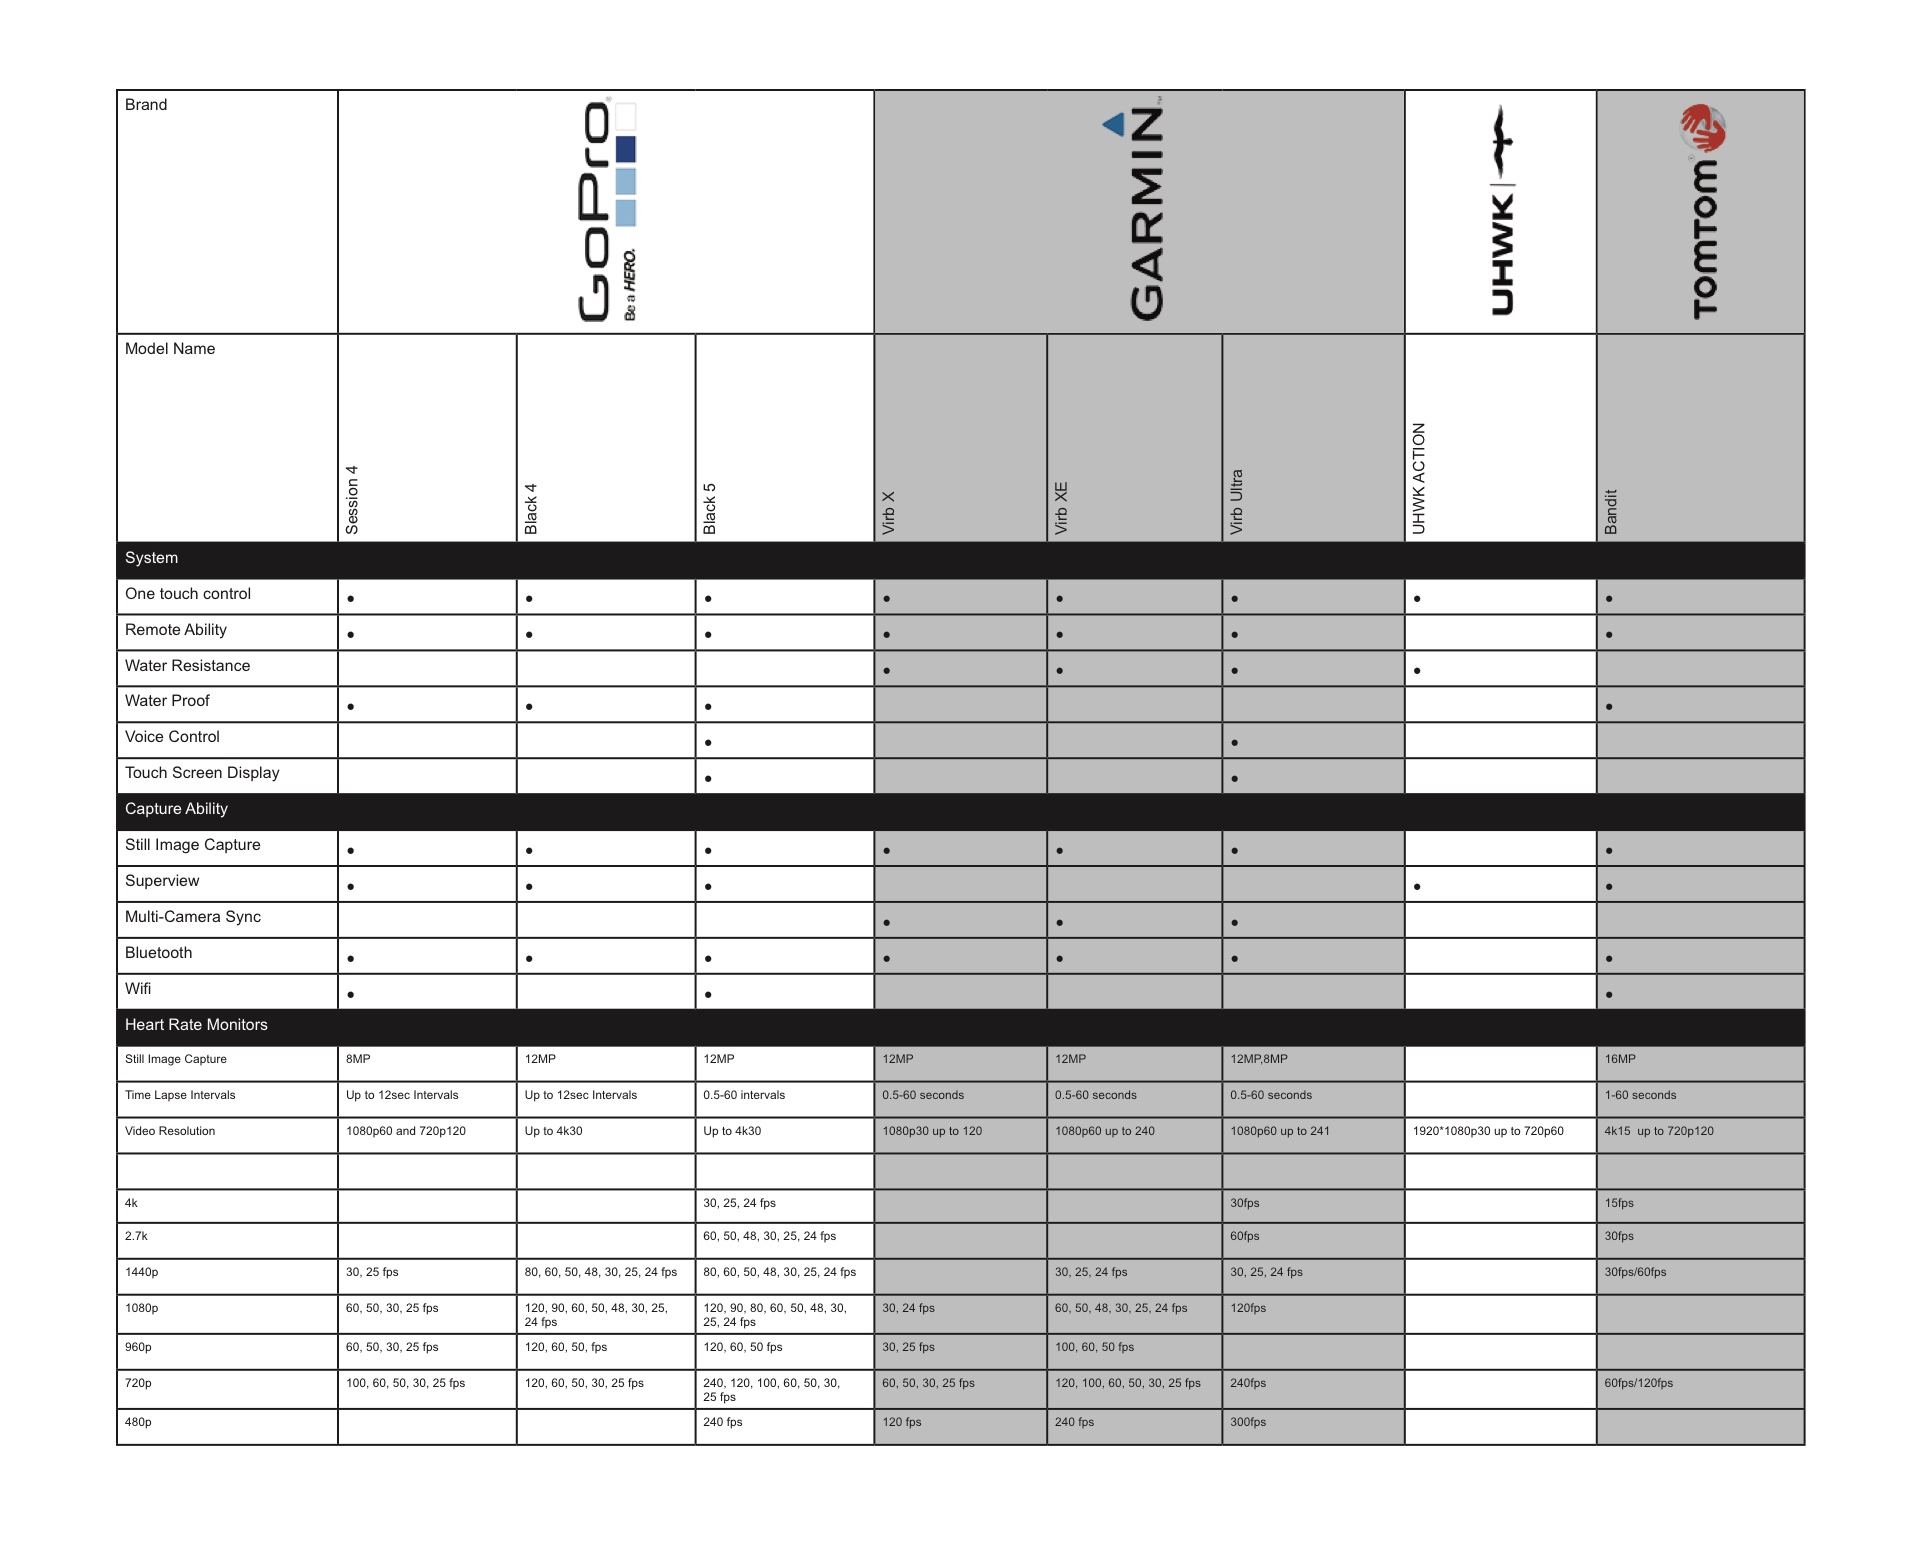 Brand
GoPro®
Be a HERO.
GARMIN™
UHWK
TOMTOM®
Model Name
Session 4
Black 4
Black 5
Virb X
Virb XE
Virb Ultra
UHWK ACTION
Bandit
System
One touch control • • • • • • • •
Remote Ability • • • • • • •
Water Resistance • • • •
Water Proof • • • •
Voice Control • •
Touch Screen Display • •
Capture Ability
Still Image Capture • • • • • • •
Superview • • • • •
Multi-Camera Sync • • •
Bluetooth • • • • • • •
Wifi • • •
Heart Rate Monitors
Still Image Capture 8MP 12MP 12MP 12MP 12MP 12MP,8MP 16MP
Time Lapse Intervals Up to 12sec Intervals Up to 12sec Intervals 0.5-60 intervals 0.5-60 seconds 0.5-60 seconds 0.5-60 seconds 1-60 seconds
Video Resolution 1080p60 and 720p120 Up to 4k30 Up to 4k30 1080p30 up to 120 1080p60 up to 240 1080p60 up to 241 1920*1080p30 up to 720p60 4k15 up to 720p120
4k 30, 25, 24 fps 30fps 15fps
2.7k 60, 50, 48, 30, 25, 24 fps 60fps 30fps
1440p 30, 25 fps 80, 60, 50, 48, 30, 25, 24 fps 80, 60, 50, 48, 30, 25, 24 fps 30, 25, 24 fps 30, 25, 24 fps 30fps/60fps
1080p 60, 50, 30, 25 fps 120, 90, 60, 50, 48, 30, 25, 120, 90, 80, 60, 50, 48, 30, 30, 24 fps 60, 50, 48, 30, 25, 24 fps 120fps
24 fps 25, 24 fps
960p 60, 50, 30, 25 fps 120, 60, 50, fps 120, 60, 50 fps 30, 25 fps 100, 60, 50 fps
720p 100, 60, 50, 30, 25 fps 120, 60, 50, 30, 25 fps 240, 120, 100, 60, 50, 30, 60, 50, 30, 25 fps 120, 100, 60, 50, 30, 25 fps 240fps 60fps/120fps
25 fps
480p 240 fps 120 fps 240 fps 300fps